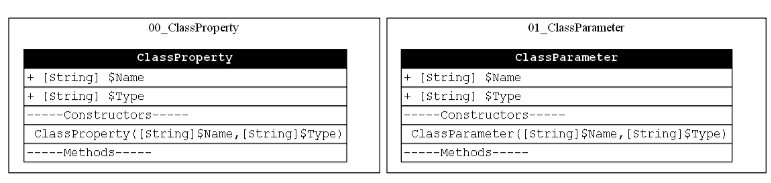 00_ClassProperty
ClassProperty
+ [String] $Name
+ [String] $Type
-----Constructors-----
ClassProperty([String]$Name,[String]$Type)
-----Methods-----
01_ClassParameter
ClassParameter
+ [String] $Name
+ [String] $Type
-----Constructors-----
ClassParameter([String]$Name,[String]$Type)
-----Methods-----